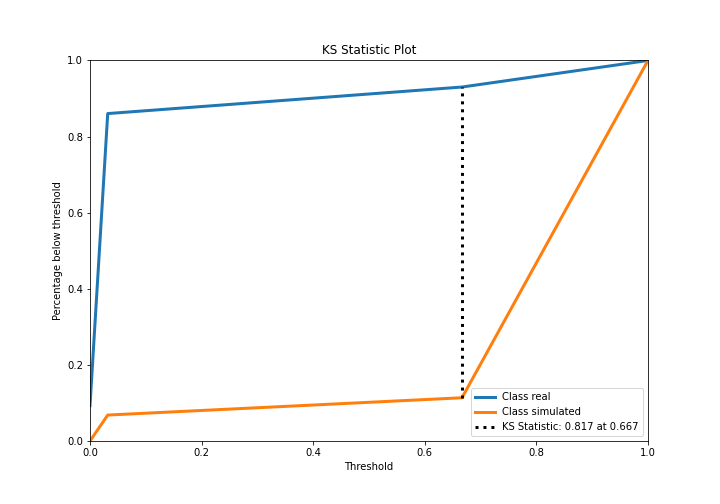 KS Statistic Plot
1.0
0.8
0.6
0.4
0.2
0.0
Percentage below threshold
0.0 0.2 0.4 0.6 0.8 1.0
Threshold
Class real
Class simulated
KS Statistic: 0.817 at 0.667